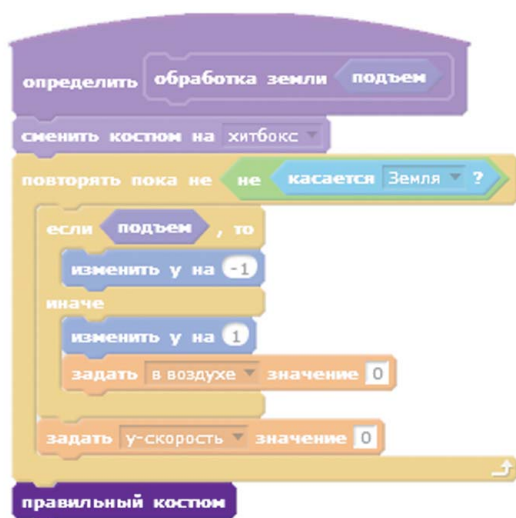 определить обработка земли подъем
сменить костюм на хитбокс
повторять пока не не касается Земля ?
если подъем , то
изменить y на -1
иначе
изменить y на 1
задать в воздухе значение 0
задать y-скорость значение 0
правильный костюм